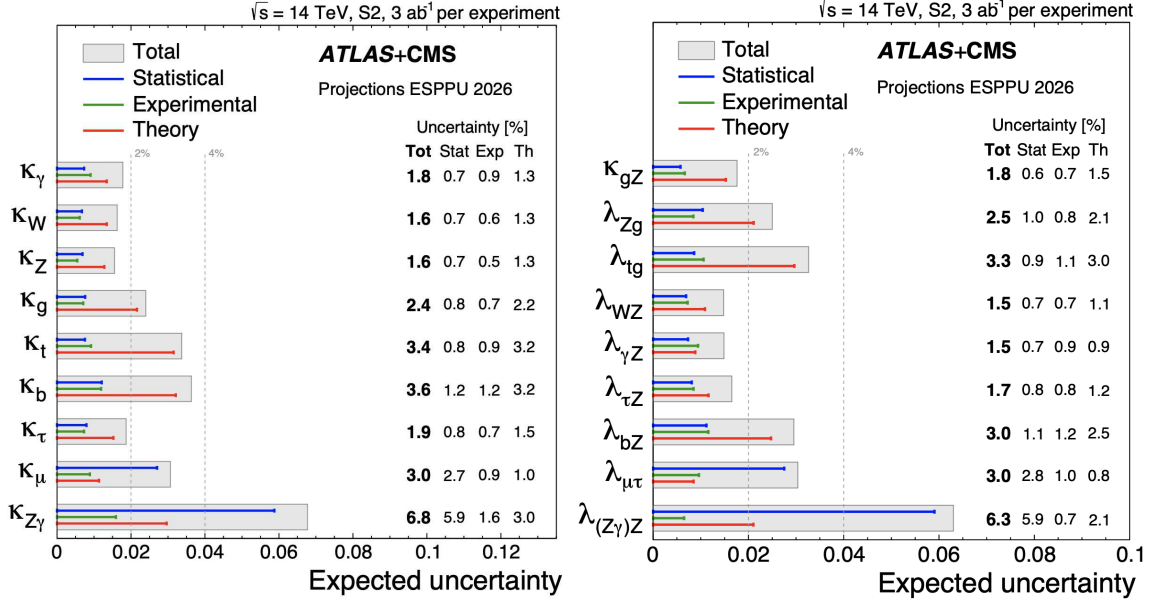 √s = 14 TeV, S2, 3 ab⁻¹ per experiment
Total
Statistical
Experimental
Theory
ATLAS+CMS
Projections ESPPU 2026
Uncertainty [%]
Tot Stat Exp Th
2% 4%
κγ 1.8 0.7 0.9 1.3
κW 1.6 0.7 0.6 1.3
κZ 1.6 0.7 0.5 1.3
κg 2.4 0.8 0.7 2.2
κt 3.4 0.8 0.9 3.2
κb 3.6 1.2 1.2 3.2
κτ 1.9 0.8 0.7 1.5
κμ 3.0 2.7 0.9 1.0
κZγ 6.8 5.9 1.6 3.0
0 0.02 0.04 0.06 0.08 0.1 0.12
Expected uncertainty
√s = 14 TeV, S2, 3 ab⁻¹ per experiment
Total
Statistical
Experimental
Theory
ATLAS+CMS
Projections ESPPU 2026
Uncertainty [%]
Tot Stat Exp Th
2% 4%
κgZ 1.8 0.6 0.7 1.5
λZg 2.5 1.0 0.8 2.1
λtg 3.3 0.9 1.1 3.0
λWZ 1.5 0.7 0.7 1.1
λγZ 1.5 0.7 0.9 0.9
λτZ 1.7 0.8 0.8 1.2
λbZ 3.0 1.1 1.2 2.5
λμτ 3.0 2.8 1.0 0.8
λ(Zγ)Z 6.3 5.9 0.7 2.1
0 0.02 0.04 0.06 0.08 0.1
Expected uncertainty